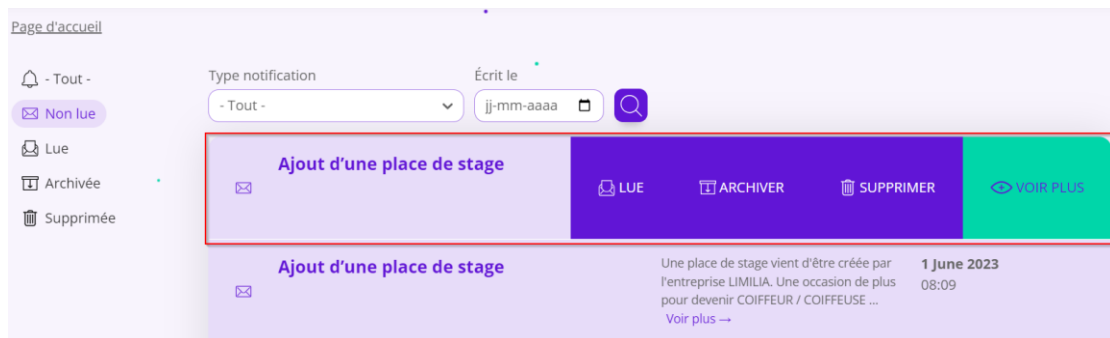 Page d'accueil
- Tout -
Non lue
Lue
Archivée
Supprimée
Type notification
Écrit le
- Tout -
jj-mm-aaaa
Ajout d’une place de stage
LUE
ARCHIVER
SUPPRIMER
VOIR PLUS
Ajout d’une place de stage
Une place de stage vient d'être créée par
l'entreprise LIMILIA. Une occasion de plus
pour devenir COIFFEUR / COIFFEUSE ...
Voir plus →
1 June 2023
08:09